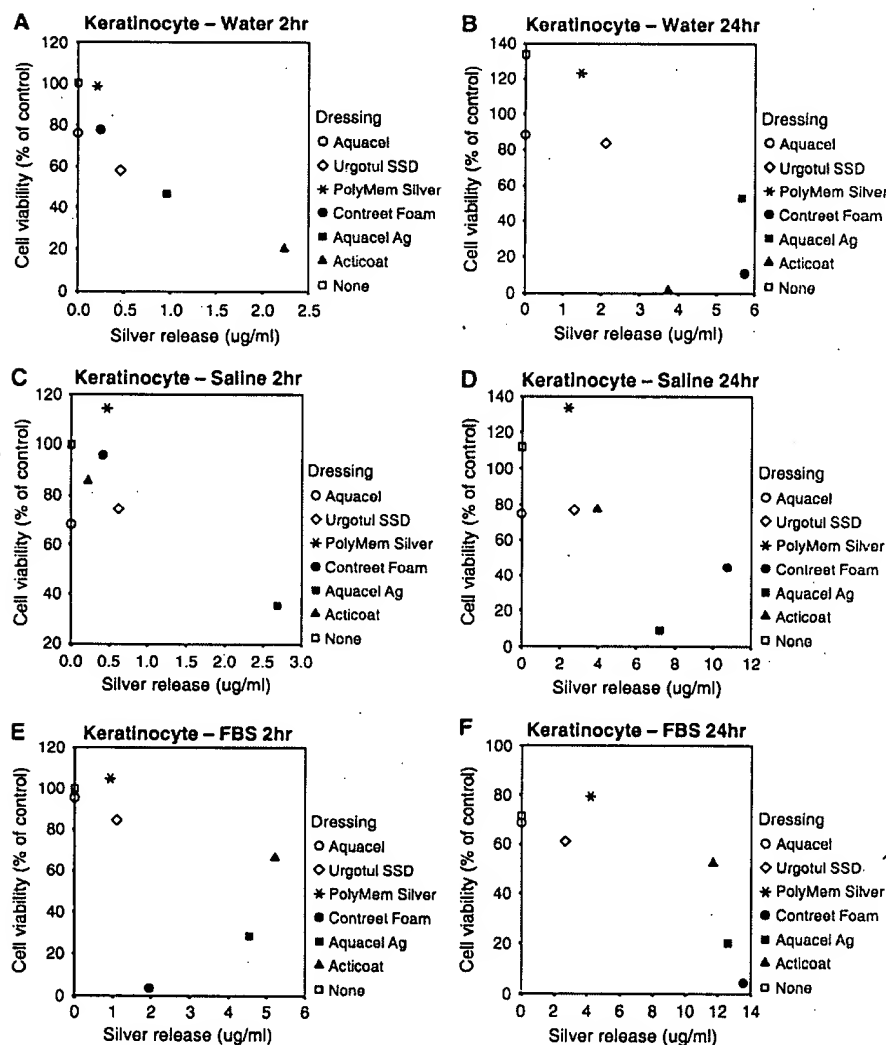 A Keratinocyte – Water 2hr
Cell viability (% of control)
120
100
80
60
40
20
0
0.0 0.5 1.0 1.5 2.0 2.5
Silver release (ug/ml)
Dressing
Aquacel
Urgotul SSD
PolyMem Silver
Contreet Foam
Aquacel Ag
Acticoat
None
B Keratinocyte – Water 24hr
Cell viability (% of control)
140
120
100
80
60
40
20
0
0 1 2 3 4 5 6
Silver release (ug/ml)
Dressing
Aquacel
Urgotul SSD
PolyMem Silver
Contreet Foam
Aquacel Ag
Acticoat
None
C Keratinocyte – Saline 2hr
Cell viability (% of control)
120
100
80
60
40
20
0.0 0.5 1.0 1.5 2.0 2.5 3.0
Silver release (ug/ml)
Dressing
Aquacel
Urgotul SSD
PolyMem Silver
Contreet Foam
Aquacel Ag
Acticoat
None
D Keratinocyte – Saline 24hr
Cell viability (% of control)
140
120
100
80
60
40
20
0
0 2 4 6 8 10 12
Silver release (ug/ml)
Dressing
Aquacel
Urgotul SSD
PolyMem Silver
Contreet Foam
Aquacel Ag
Acticoat
None
E Keratinocyte – FBS 2hr
Cell viability (% of control)
120
100
80
60
40
20
0
0 1 2 3 4 5 6
Silver release (ug/ml)
Dressing
Aquacel
Urgotul SSD
PolyMem Silver
Contreet Foam
Aquacel Ag
Acticoat
None
F Keratinocyte – FBS 24hr
Cell viability (% of control)
100
80
60
40
20
0
0 2 4 6 8 10 12 14
Silver release (ug/ml)
Dressing
Aquacel
Urgotul SSD
PolyMem Silver
Contreet Foam
Aquacel Ag
Acticoat
None